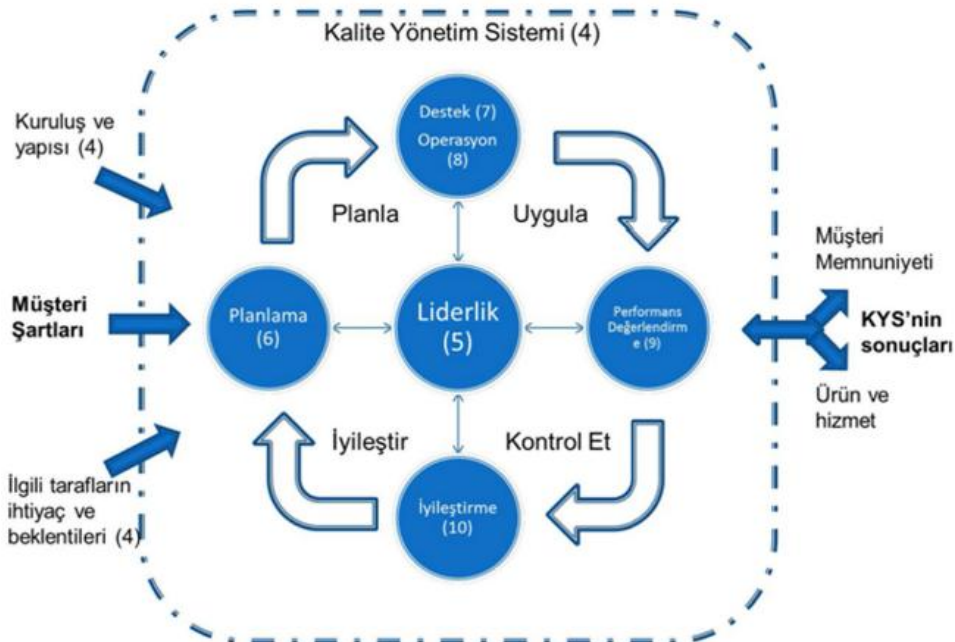 Kalite Yönetim Sistemi (4)
Kuruluş ve
yapısı (4)
Destek (7)
Operasyon
(8)
Planla
Uygula
Müşteri
Memnuniyeti
Müşteri
Şartları
Planlama
(6)
Liderlik
(5)
Performans
Değerlendirm
e (9)
KYS’nin
sonuçları
Ürün ve
hizmet
İyileştir
Kontrol Et
İlgili tarafların
ihtiyaç ve
beklentileri (4)
İyileştirme
(10)